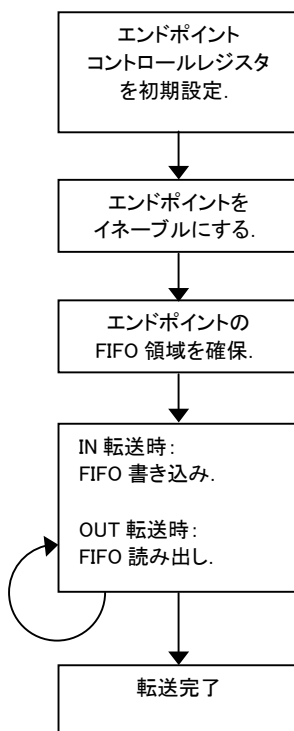 エンドポイント
コントロールレジスタ
を初期設定.
エンドポイントを
イネーブルにする.
エンドポイントの
FIFO 領域を確保.
IN 転送時:
FIFO 書き込み.
OUT 転送時:
FIFO 読み出し.
転送完了